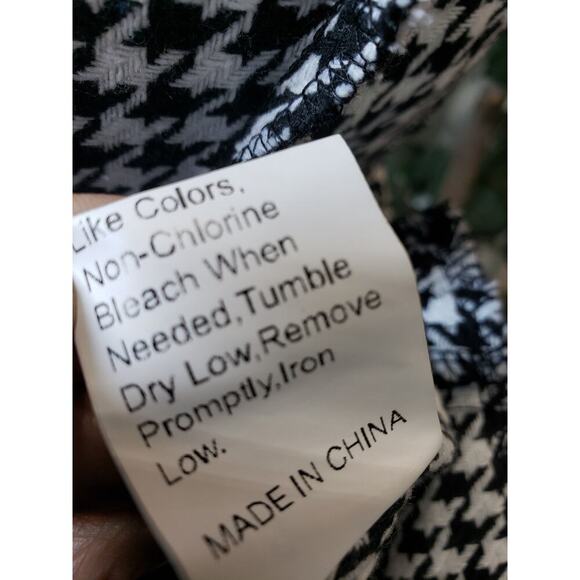 Like Colors,
Non-Chlorine
Bleach When
Needed,Tumble
Dry Low,Remove
Promptly,Iron
Low.
MADE IN CHINA